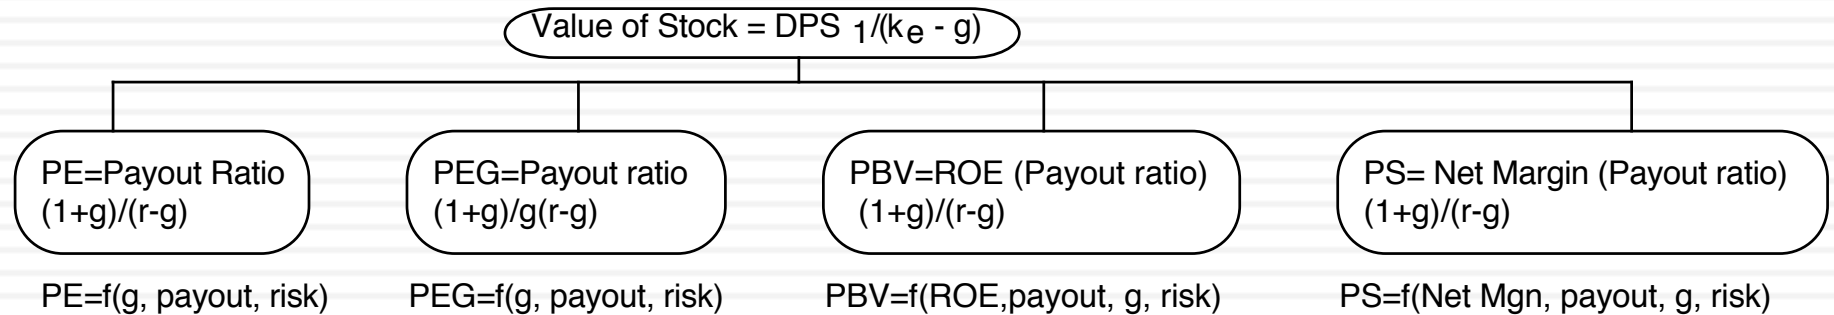 Value of Stock = DPS 1/(ke - g)
PE=Payout Ratio
(1+g)/(r-g)
PEG=Payout ratio
(1+g)/g(r-g)
PBV=ROE (Payout ratio)
(1+g)/(r-g)
PS= Net Margin (Payout ratio)
(1+g)/(r-g)
PE=f(g, payout, risk)
PEG=f(g, payout, risk)
PBV=f(ROE,payout, g, risk)
PS=f(Net Mgn, payout, g, risk)